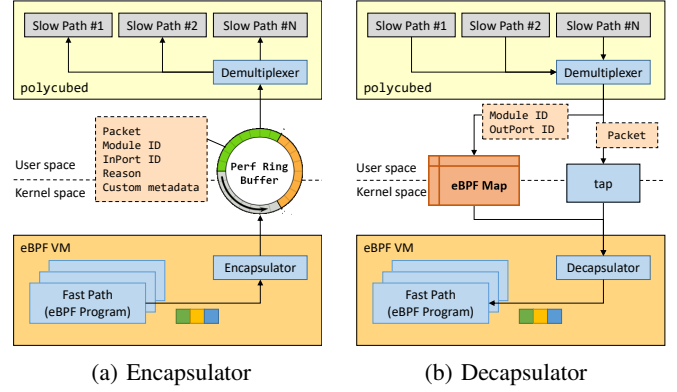 Slow Path #1 Slow Path #2 Slow Path #N
Demultiplexer
polycubed
Packet
Module ID
InPort ID
Reason
Custom metadata
Perf Ring
Buffer
User space
Kernel space
eBPF VM
Encapsulator
Fast Path
(eBPF Program)
(a) Encapsulator
Slow Path #1 Slow Path #2 Slow Path #N
Demultiplexer
polycubed
Module ID
OutPort ID
Packet
User space
Kernel space
eBPF Map
tap
eBPF VM
Decapsulator
Fast Path
(eBPF Program)
(b) Decapsulator